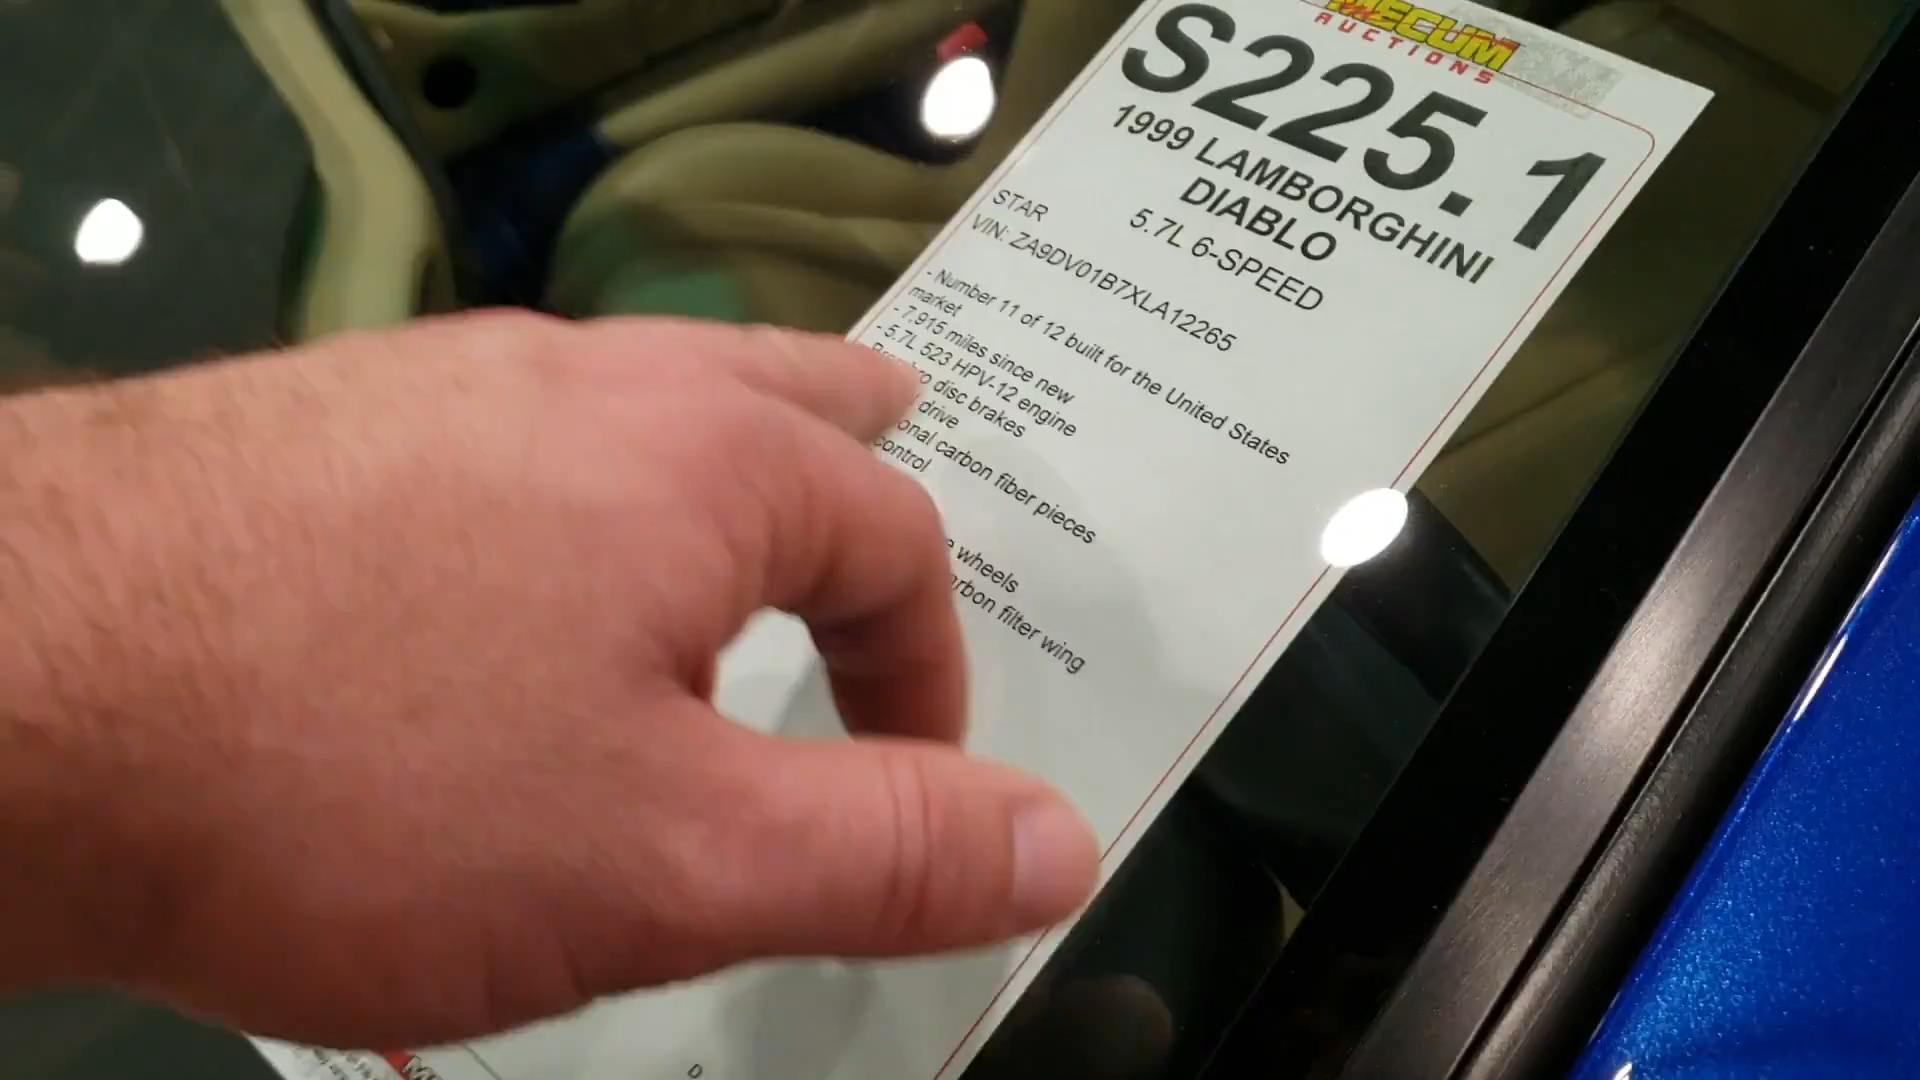 MECUM
AUCTIONS
S225.1
1999 LAMBORGHINI
DIABLO
5.7L 6-SPEED
STAR
VIN: ZA9DV01B7XLA12265
- Number 11 of 12 built for the United States
market
- 7,915 miles since new
- 5.7L 523 HPV-12 engine
disc brakes
drive
onal carbon fiber pieces
control
wheels
rbon filter wing
D